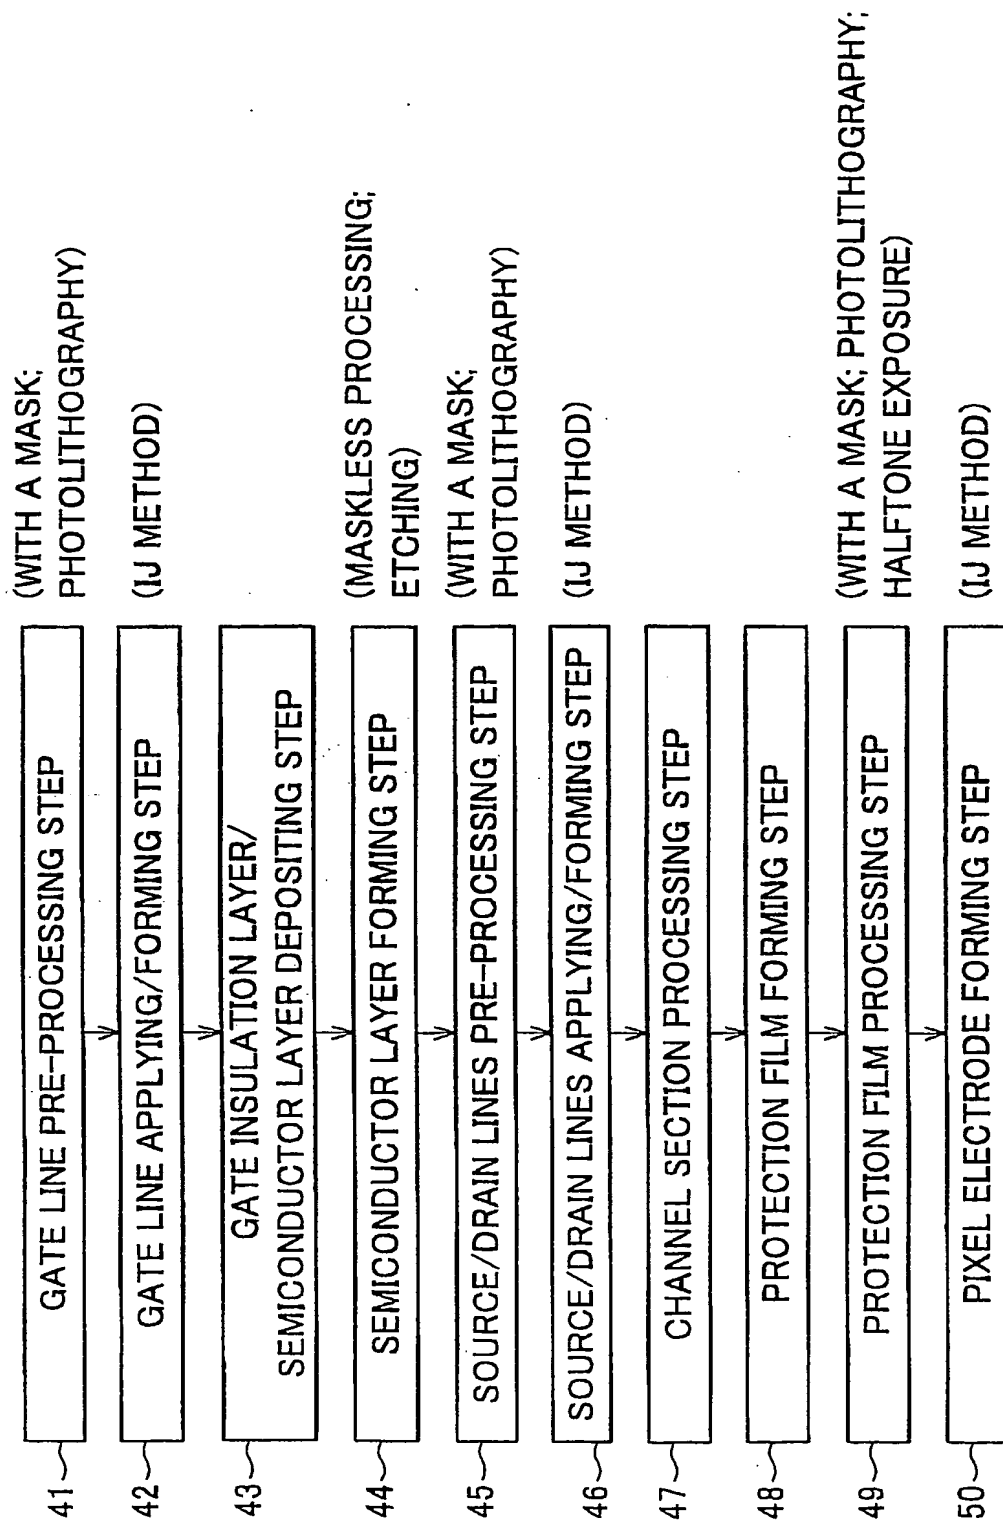 41
GATE LINE PRE-PROCESSING STEP
(WITH A MASK;
PHOTOLITHOGRAPHY)
42
GATE LINE APPLYING/FORMING STEP
(IJ METHOD)
43
GATE INSULATION LAYER/
SEMICONDUCTOR LAYER DEPOSITING STEP
44
SEMICONDUCTOR LAYER FORMING STEP
(MASKLESS PROCESSING;
ETCHING)
45
SOURCE/DRAIN LINES PRE-PROCESSING STEP
(WITH A MASK;
PHOTOLITHOGRAPHY)
46
SOURCE/DRAIN LINES APPLYING/FORMING STEP
(IJ METHOD)
47
CHANNEL SECTION PROCESSING STEP
48
PROTECTION FILM FORMING STEP
49
PROTECTION FILM PROCESSING STEP
(WITH A MASK; PHOTOLITHOGRAPHY;
HALFTONE EXPOSURE)
50
PIXEL ELECTRODE FORMING STEP
(IJ METHOD)